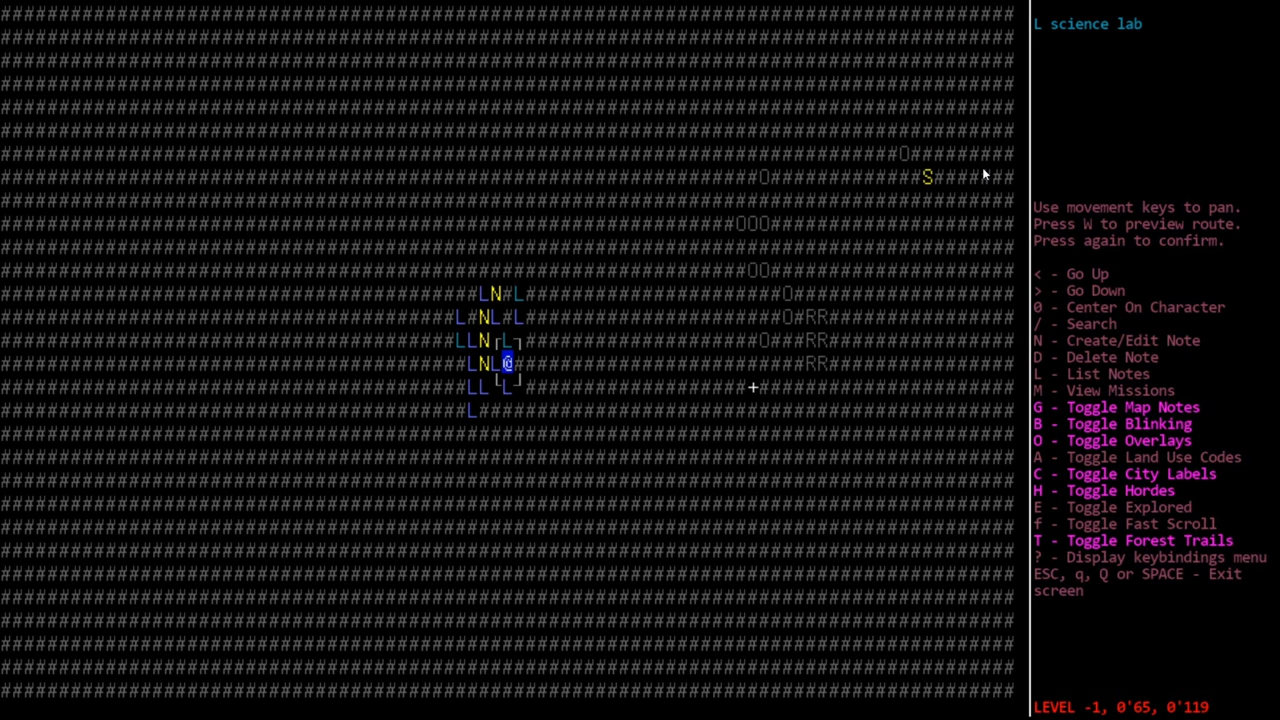 L science lab
Use movement keys to pan.
Press W to preview route.
Press again to confirm.
< - Go Up
> - Go Down
0 - Center On Character
/ - Search
N - Create/Edit Note
D - Delete Note
L - List Notes
M - View Missions
G - Toggle Map Notes
B - Toggle Blinking
O - Toggle Overlays
A - Toggle Land Use Codes
C - Toggle City Labels
H - Toggle Hordes
E - Toggle Explored
f - Toggle Fast Scroll
T - Toggle Forest Trails
? - Display keybindings menu
ESC, q, Q or SPACE - Exit
screen
LEVEL -1, 0'65, 0'119